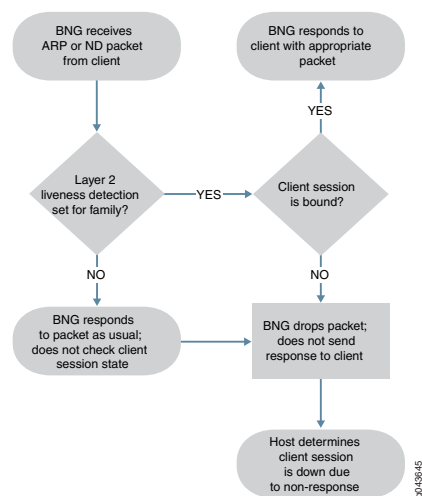 BNG receives
ARP or ND packet
from client
BNG responds to
client with appropriate
packet
YES
Layer 2
liveness detection
set for family?
YES
Client session
is bound?
NO
NO
BNG responds
to packet as usual;
does not check client
session state
BNG drops packet;
does not send
response to client
Host determines
client session
is down due
to non-response
g043645